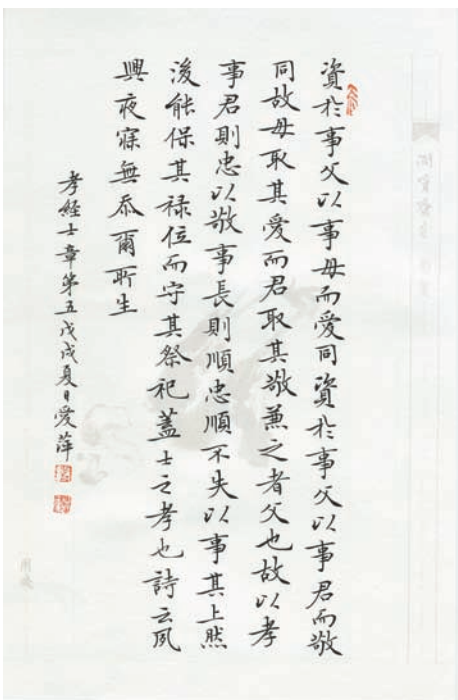 資於事父以事母而愛同資於事父以事君而敬
同故母取其愛而君取其敬兼之者父也故以孝
事君則忠以敬事長則順忠順不失以事其上然
後能保其祿位而守其祭祀蓋士之孝也詩云夙
興夜寐無忝爾所生
孝經士章第五戊戌夏日愛萍